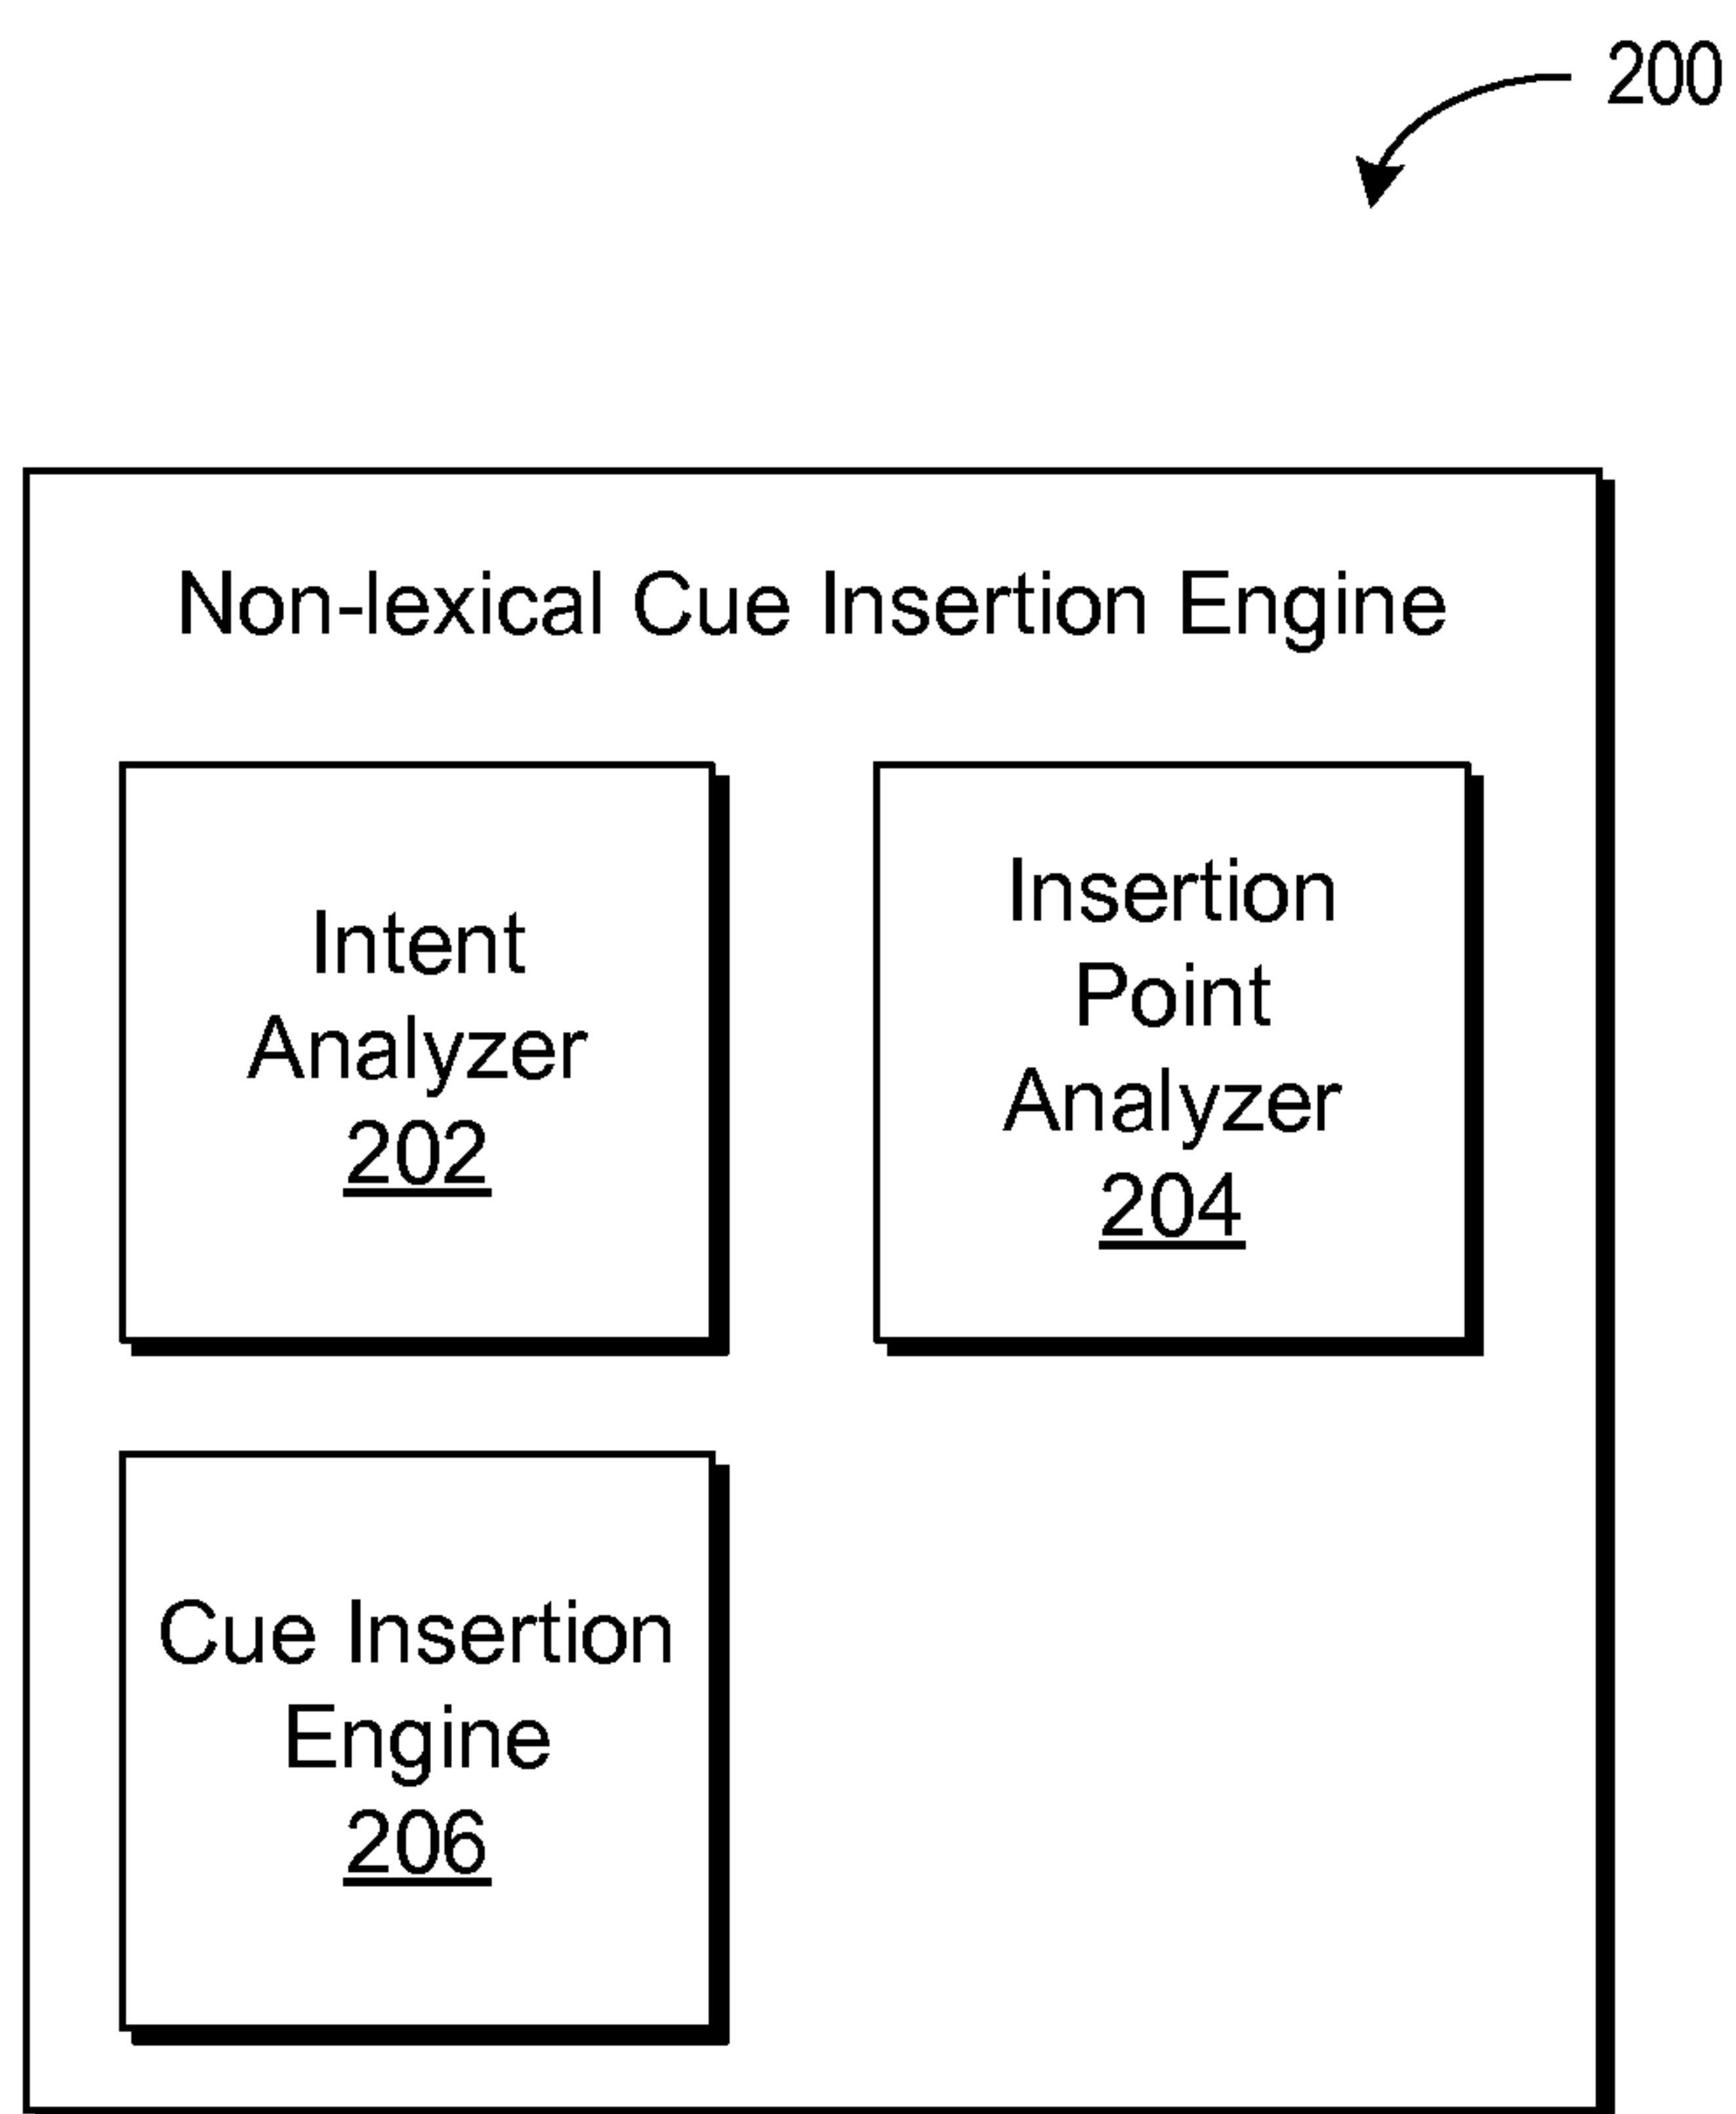 200
Non-lexical Cue Insertion Engine
Intent
Analyzer
202
Insertion
Point
Analyzer
204
Cue Insertion
Engine
206